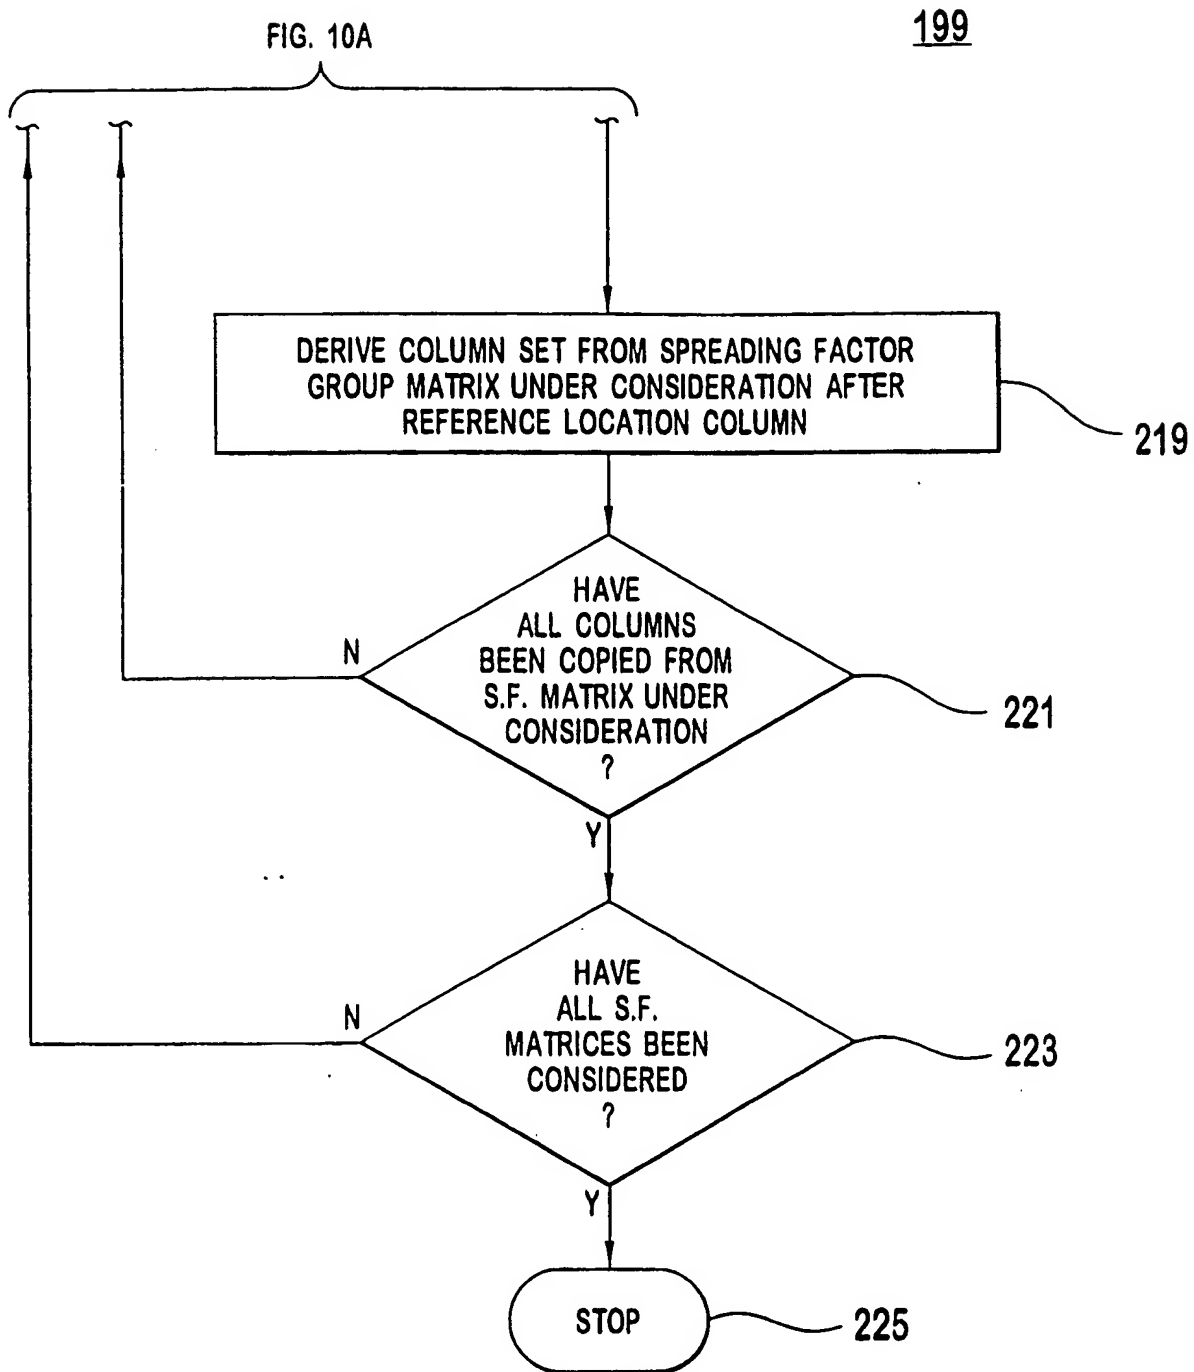 FIG. 10A
199
DERIVE COLUMN SET FROM SPREADING FACTOR
GROUP MATRIX UNDER CONSIDERATION AFTER
REFERENCE LOCATION COLUMN
219
HAVE
ALL COLUMNS
BEEN COPIED FROM
S.F. MATRIX UNDER
CONSIDERATION
?
N
221
Y
HAVE
ALL S.F.
MATRICES BEEN
CONSIDERED
?
N
223
Y
STOP
225